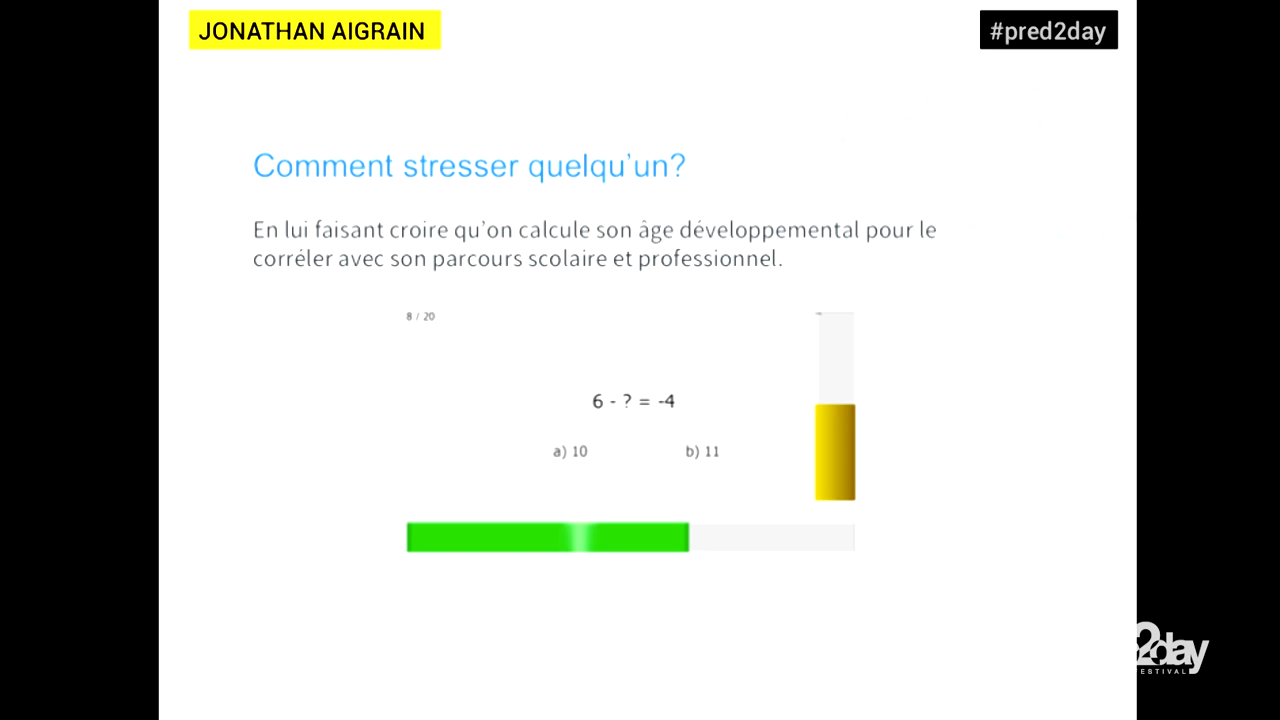 JONATHAN AIGRAIN
#pred2day
Comment stresser quelqu'un?
En lui faisant croire qu'on calcule son âge développemental pour le
corréler avec son parcours scolaire et professionnel.
8 / 20
6 - ? = -4
a) 10 b) 11
2day
ESTIVAL